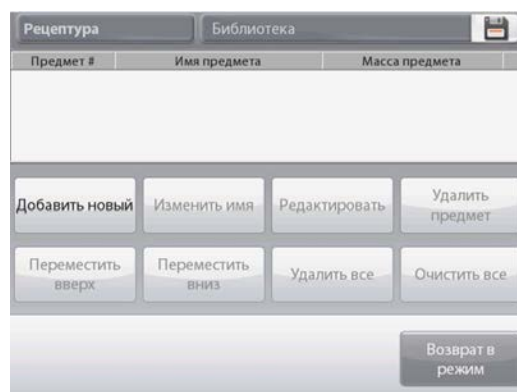 Рецептура Библиотека
Предмет # Имя предмета Масса предмета
Добавить новый Изменить имя Редактировать Удалить предмет
Переместить вверх Переместить вниз Удалить все Очистить все
Возврат в режим